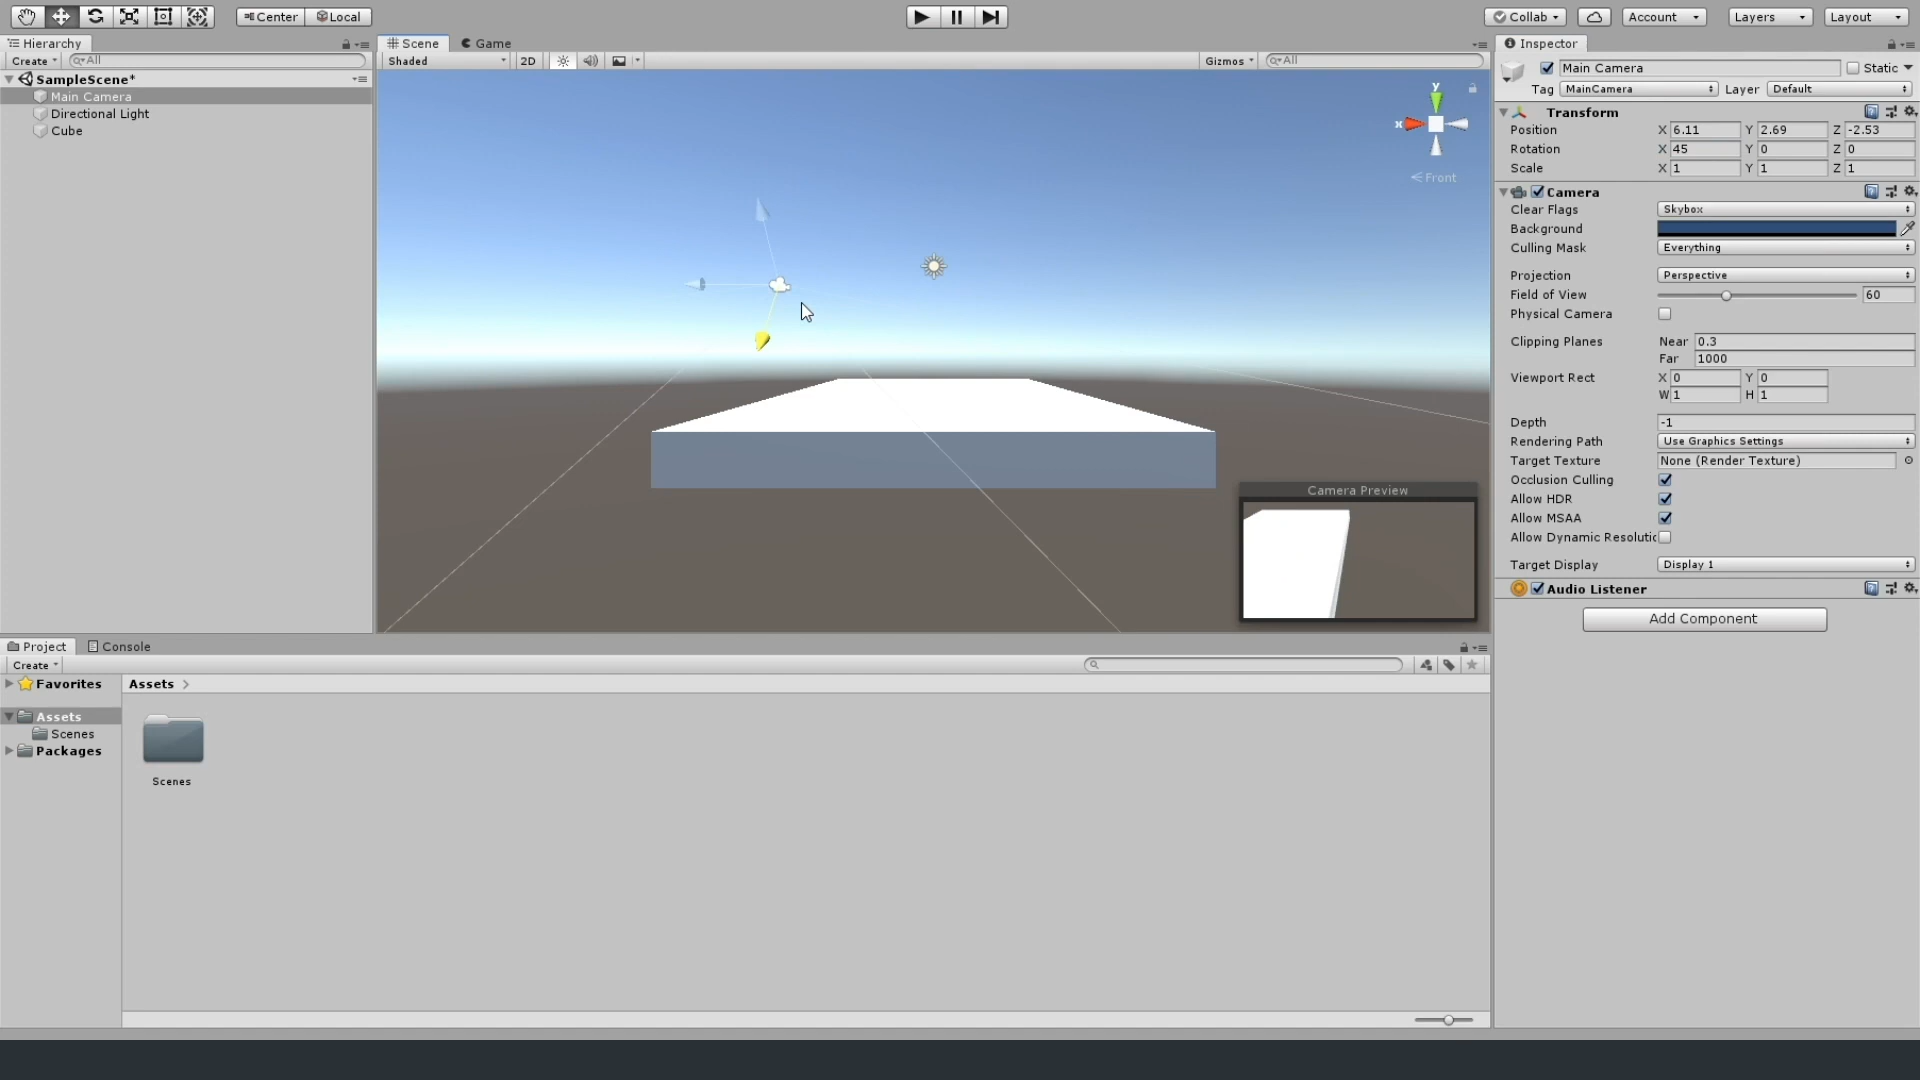 Center Local Collab Account Layers Layout
Hierarchy
Create All
SampleScene*
Main Camera
Directional Light
Cube
Scene Game
Shaded 2D Gizmos All
y
x
Front
Camera Preview
Inspector
Main Camera Static
Tag MainCamera Layer Default
Transform
Position X 6.11 Y 2.69 Z -2.53
Rotation X 45 Y 0 Z 0
Scale X 1 Y 1 Z 1
Camera
Clear Flags Skybox
Background
Culling Mask Everything
Projection Perspective
Field of View 60
Physical Camera
Clipping Planes Near 0.3
Far 1000
Viewport Rect X 0 Y 0
W 1 H 1
Depth -1
Rendering Path Use Graphics Settings
Target Texture None (Render Texture)
Occlusion Culling
Allow HDR
Allow MSAA
Allow Dynamic Resolutic
Target Display Display 1
Audio Listener
Add Component
Project Console
Create
Favorites
Assets
Scenes
Packages
Assets
Scenes